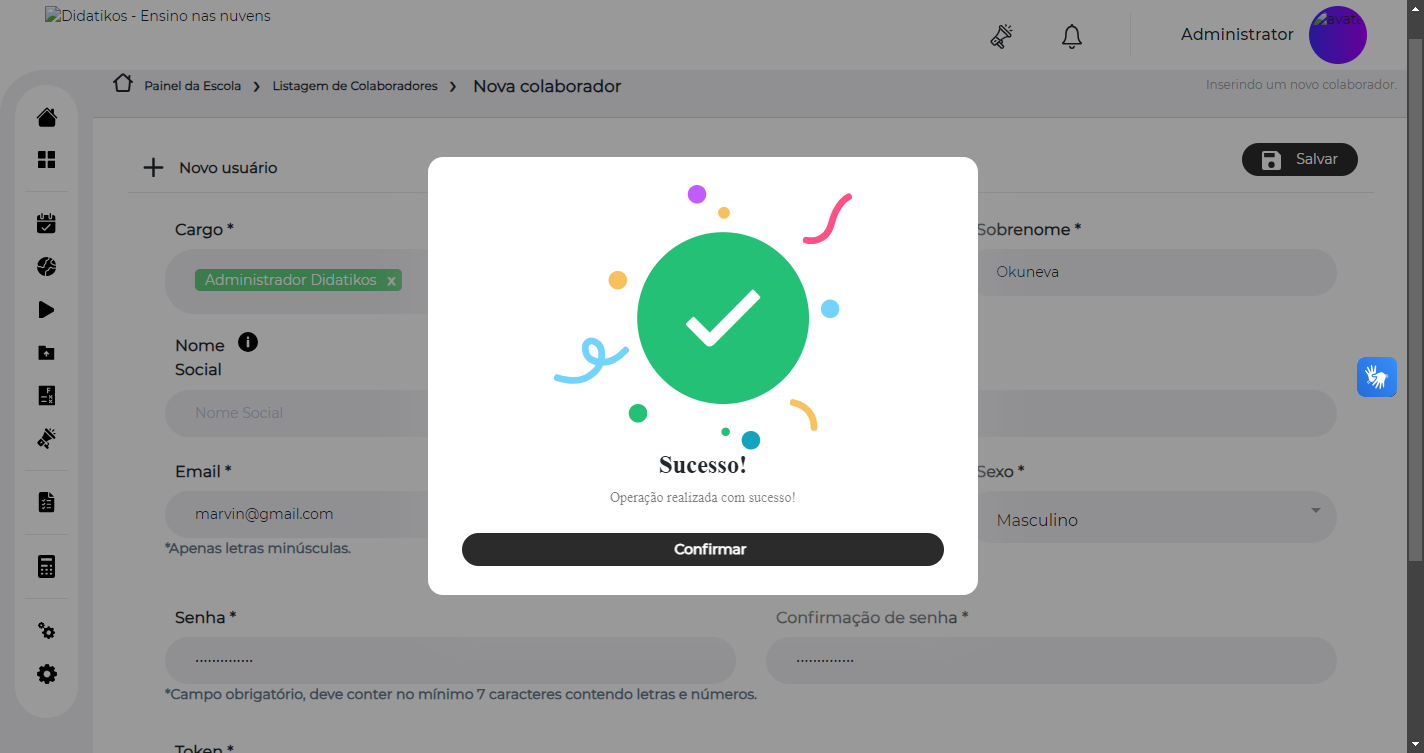 Didatikos - Ensino nas nuvens
Administrator
Painel da Escola ❯ Listagem de Colaboradores ❯ Nova colaborador
Inserindo um novo colaborador.
Novo usuário
Salvar
Cargo *
Sobrenome *
Administrador Didatikos x
Okuneva
Nome
Social
Nome Social
Email *
Sexo *
marvin@gmail.com
Masculino
*Apenas letras minúsculas.
Sucesso!
Operação realizada com sucesso!
Confirmar
Senha *
Confirmação de senha *
*Campo obrigatório, deve conter no mínimo 7 caracteres contendo letras e números.
Token *